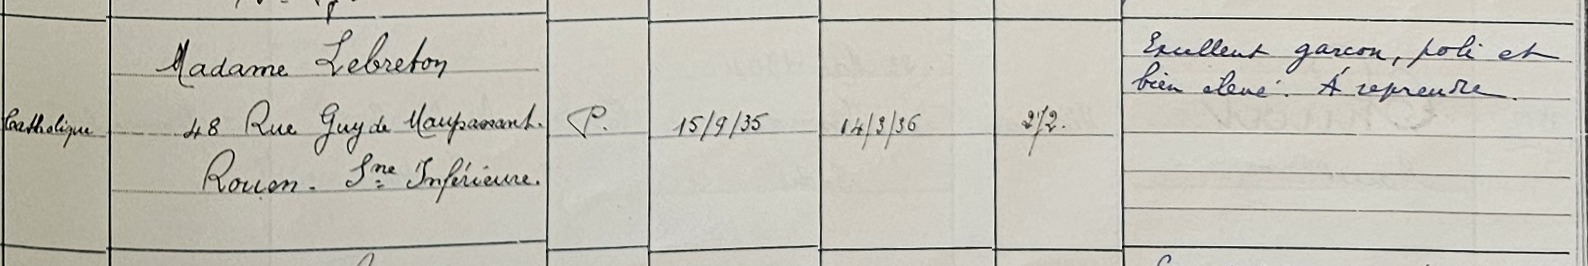 Madame Lebreton
Catholique
48 Rue Guy de Maupassant.
Rouen. Sne Inférieure.
P.
15/9/35
14/3/36
2/2.
Excellent garcon, poli et
bien élevé. À reprendre.